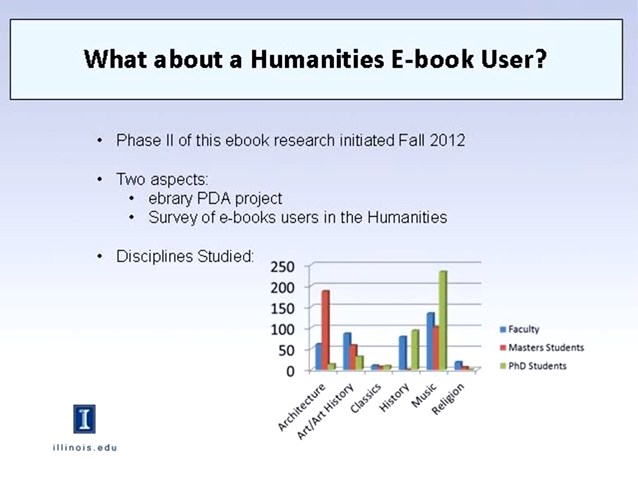 What about a Humanities E-book User?
• Phase II of this ebook research initiated Fall 2012
• Two aspects:
• ebrary PDA project
• Survey of e-books users in the Humanities
• Disciplines Studied:
250
200
150
100
50
0
Architecture
Art/Art History
Classics
History
Music
Religion
Faculty
Masters Students
PhD Students
I
illinois.edu